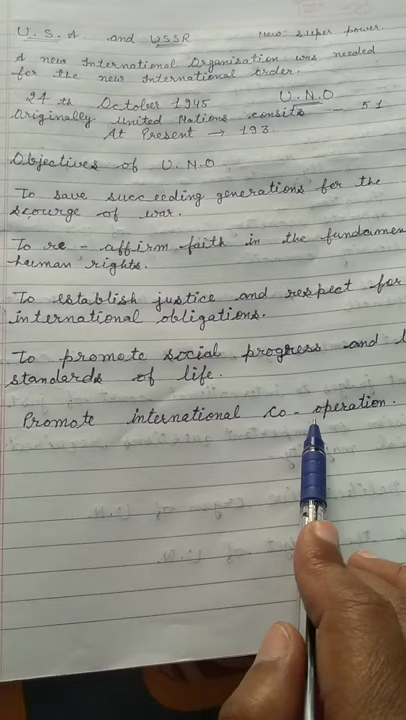 U.S.A and USSR New super power.
A new International Organisation was needed
for the new International order.
24 th October 1945 U.N.O
Originally united Nations consits - 51
At Present → 193.
Objectives of U.N.O
To save succeeding generations for the
scourge of war.
To re-affirm faith in the fundamen
human rights.
To establish justice and respect for
international obligations.
To promote social progress and
standards of life.
Promote international co-operation.